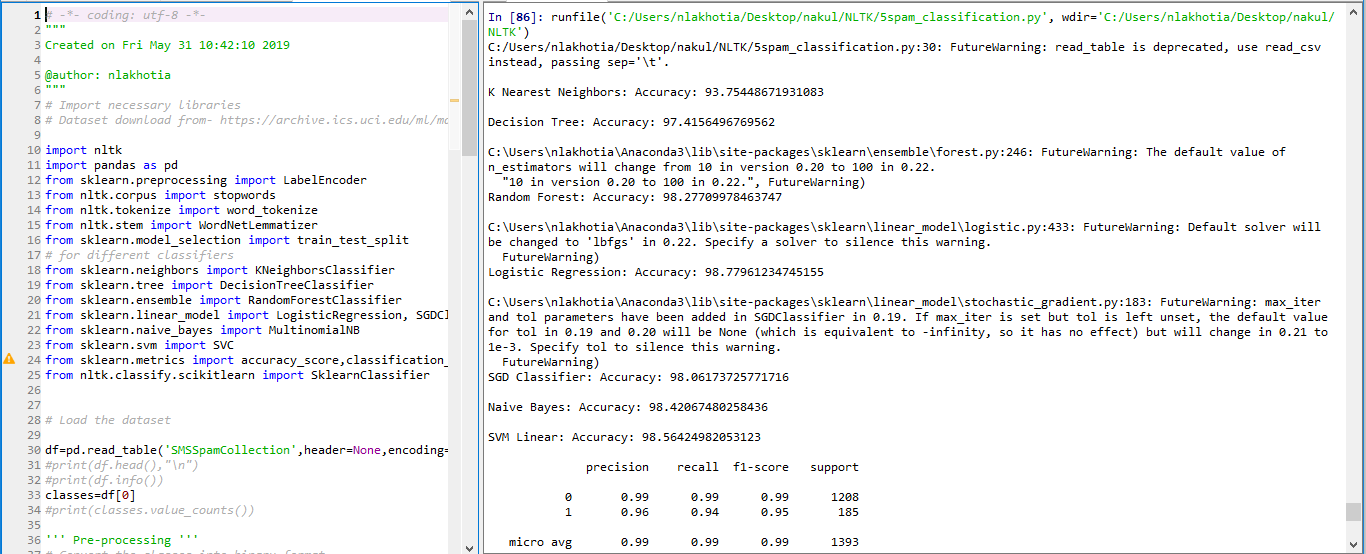 1 # -*- coding: utf-8 -*-
2 """
3 Created on Fri May 31 10:42:10 2019
4
5 @author: nlakhotia
6 """
7 # Import necessary libraries
8 # Dataset download from- https://archive.ics.uci.edu/ml/ma
9
10 import nltk
11 import pandas as pd
12 from sklearn.preprocessing import LabelEncoder
13 from nltk.corpus import stopwords
14 from nltk.tokenize import word_tokenize
15 from nltk.stem import WordNetLemmatizer
16 from sklearn.model_selection import train_test_split
17 # for different classifiers
18 from sklearn.neighbors import KNeighborsClassifier
19 from sklearn.tree import DecisionTreeClassifier
20 from sklearn.ensemble import RandomForestClassifier
21 from sklearn.linear_model import LogisticRegression, SGDCl
22 from sklearn.naive_bayes import MultinomialNB
23 from sklearn.svm import SVC
24 from sklearn.metrics import accuracy_score,classification_
25 from nltk.classify.scikitlearn import SklearnClassifier
26
27
28 # Load the dataset
29
30 df=pd.read_table('SMSSpamCollection',header=None,encoding=
31 #print(df.head(),"\n")
32 #print(df.info())
33 classes=df[0]
34 #print(classes.value_counts())
35
36 ''' Pre-processing '''
37 # Convert the classes into binary format
In [86]: runfile('C:/Users/nlakhotia/Desktop/nakul/NLTK/5spam_classification.py', wdir='C:/Users/nlakhotia/Desktop/nakul/
NLTK')
C:/Users/nlakhotia/Desktop/nakul/NLTK/5spam_classification.py:30: FutureWarning: read_table is deprecated, use read_csv
instead, passing sep='\t'.
K Nearest Neighbors: Accuracy: 93.75448671931083
Decision Tree: Accuracy: 97.4156496769562
C:\Users\nlakhotia\Anaconda3\lib\site-packages\sklearn\ensemble\forest.py:246: FutureWarning: The default value of
n_estimators will change from 10 in version 0.20 to 100 in 0.22.
"10 in version 0.20 to 100 in 0.22.", FutureWarning)
Random Forest: Accuracy: 98.27709978463747
C:\Users\nlakhotia\Anaconda3\lib\site-packages\sklearn\linear_model\logistic.py:433: FutureWarning: Default solver will
be changed to 'lbfgs' in 0.22. Specify a solver to silence this warning.
FutureWarning)
Logistic Regression: Accuracy: 98.77961234745155
C:\Users\nlakhotia\Anaconda3\lib\site-packages\sklearn\linear_model\stochastic_gradient.py:183: FutureWarning: max_iter
and tol parameters have been added in SGDClassifier in 0.19. If max_iter is set but tol is left unset, the default value
for tol in 0.19 and 0.20 will be None (which is equivalent to -infinity, so it has no effect) but will change in 0.21 to
1e-3. Specify tol to silence this warning.
FutureWarning)
SGD Classifier: Accuracy: 98.06173725771716
Naive Bayes: Accuracy: 98.42067480258436
SVM Linear: Accuracy: 98.56424982053123
precision recall f1-score support
0 0.99 0.99 0.99 1208
1 0.96 0.94 0.95 185
micro avg 0.99 0.99 0.99 1393